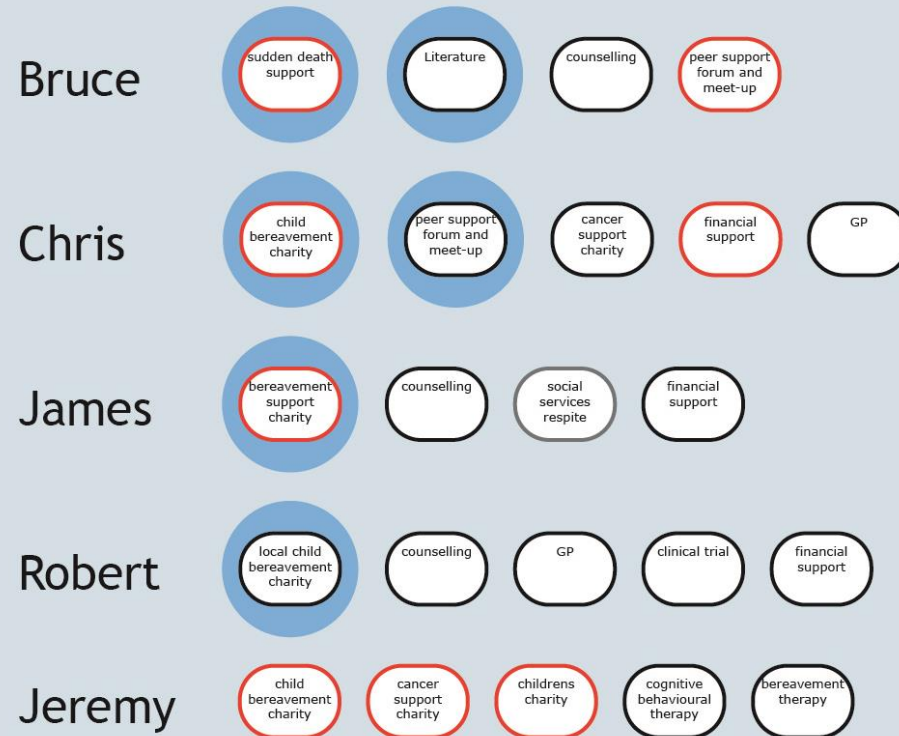 Bruce
sudden death
support
Literature
counselling
peer support
forum and
meet-up
Chris
child
bereavement
charity
peer support
forum and
meet-up
cancer
support
charity
financial
support
GP
James
bereavement
support
charity
counselling
social
services
respite
financial
support
Robert
local child
bereavement
charity
counselling
GP
clinical trial
financial
support
Jeremy
child
bereavement
charity
cancer
support
charity
childrens
charity
cognitive
behavioural
therapy
bereavement
therapy